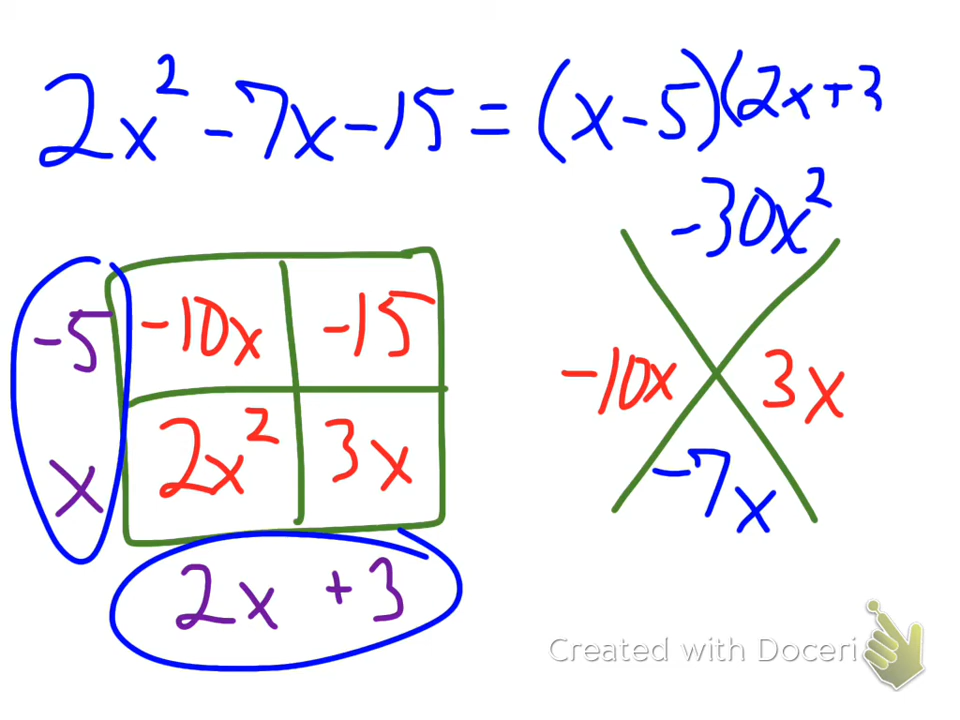 2x² - 7x - 15 = (x - 5)(2x + 3
-30x²
-10x 3x
-7x
-5 -10x -15
x 2x² 3x
2x + 3
Created with Doceri